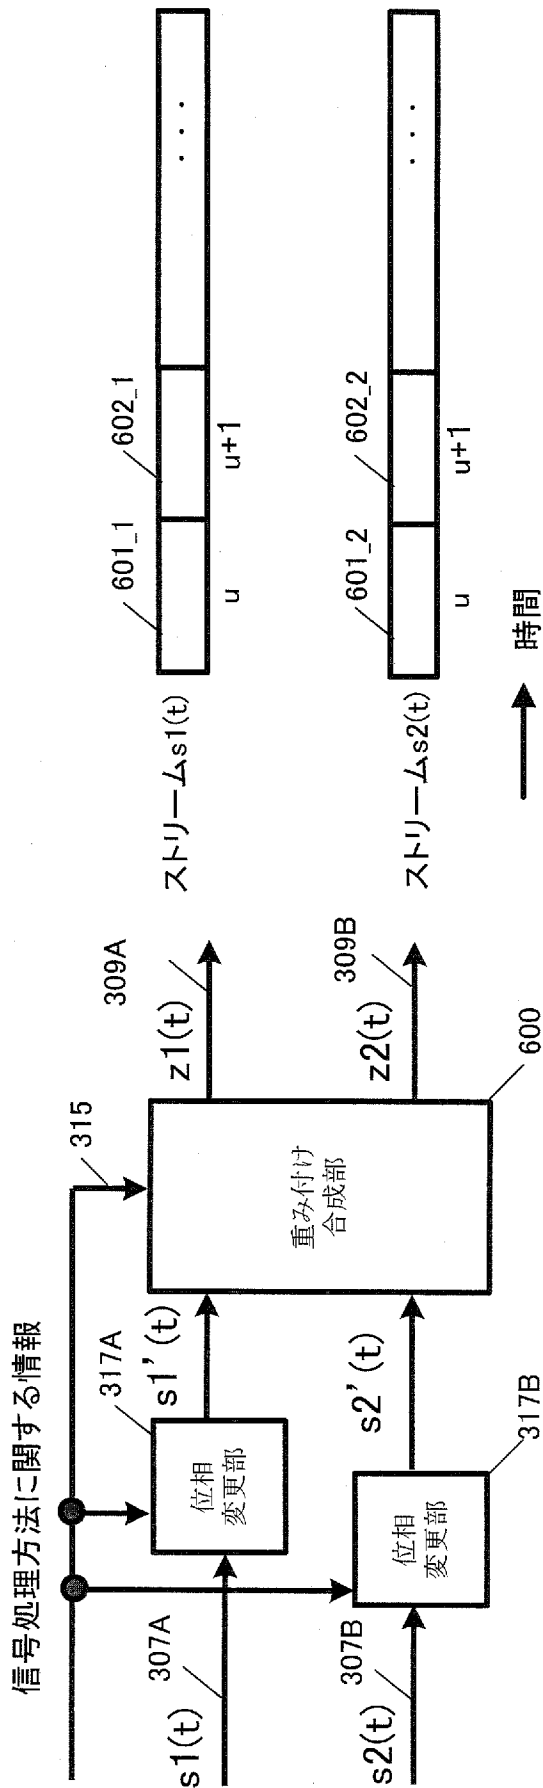 信号処理方法に関する情報
315
s1(t)
307A
位相
変更部
317A
s1'(t)
s2(t)
307B
位相
変更部
317B
s2'(t)
重み付け
合成部
600
z1(t)
309A
z2(t)
309B
ストリームs1(t)
601_1
602_1
. . .
u
u+1
ストリームs2(t)
601_2
602_2
. . .
u
u+1
時間